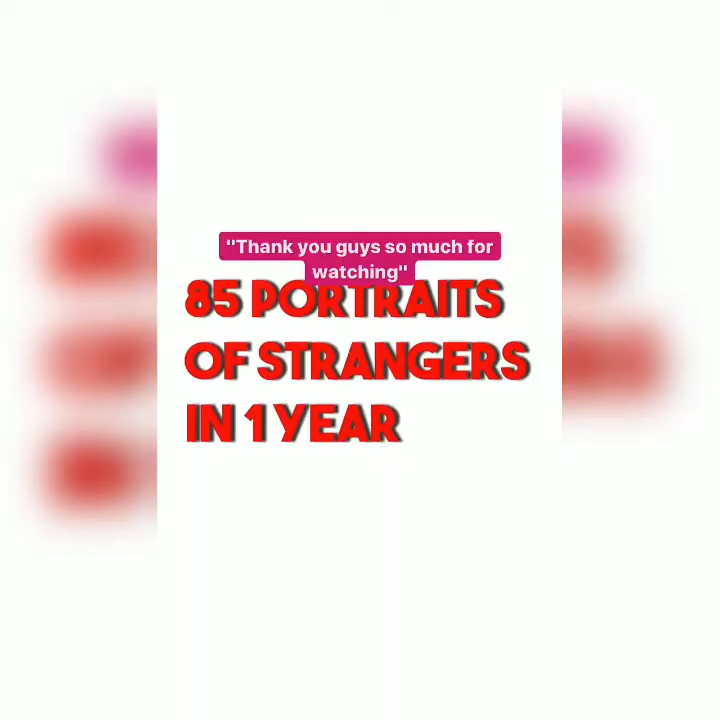 "Thank you guys so much for
watching"
85 PORTRAITS
OF STRANGERS
IN 1 YEAR